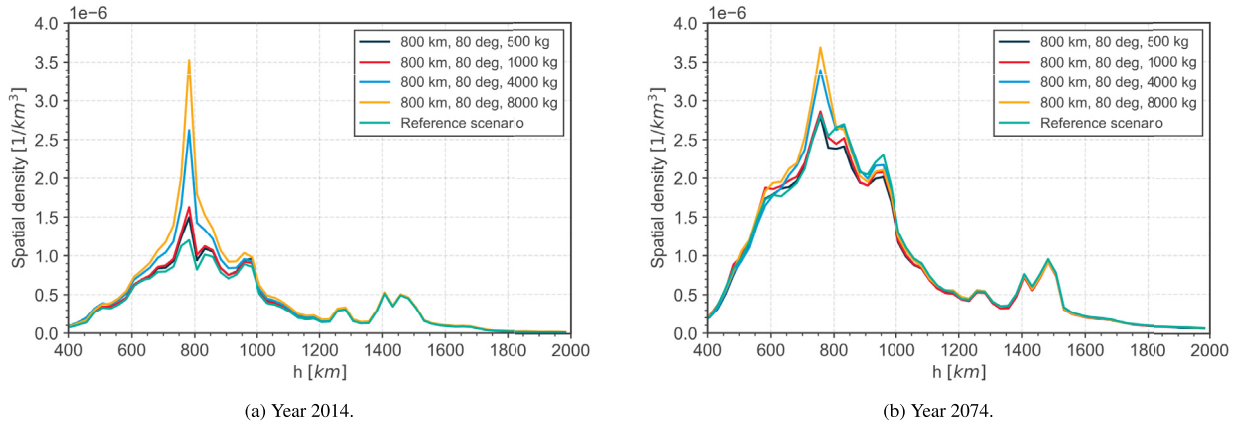 1e−6
4.0
3.5
3.0
2.5
2.0
1.5
1.0
0.5
0.0
Spatial density [1/km³]
800 km, 80 deg, 500 kg
800 km, 80 deg, 1000 kg
800 km, 80 deg, 4000 kg
800 km, 80 deg, 8000 kg
Reference scenaro
400 600 800 1000 1200 1400 1600 1800 2000
h [km]
(a) Year 2014.
1e−6
4.0
3.5
3.0
2.5
2.0
1.5
1.0
0.5
0.0
Spatial density [1/km³]
800 km, 80 deg, 500 kg
800 km, 80 deg, 1000 kg
800 km, 80 deg, 4000 kg
800 km, 80 deg, 8000 kg
Reference scenaro
400 600 800 1000 1200 1400 1600 1800 2000
h [km]
(b) Year 2074.